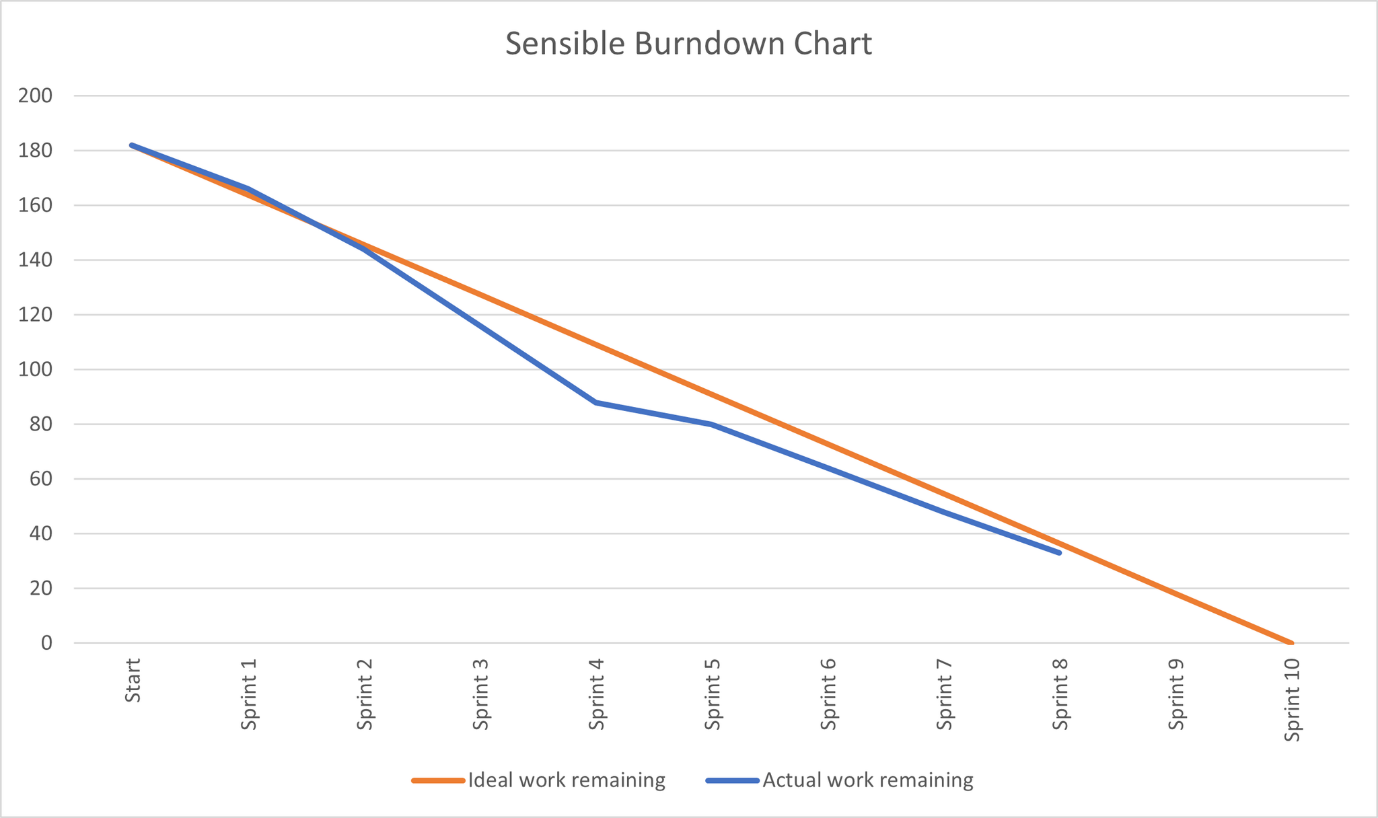 Sensible Burndown Chart
200
180
160
140
120
100
80
60
40
20
0
Start
Sprint 1
Sprint 2
Sprint 3
Sprint 4
Sprint 5
Sprint 6
Sprint 7
Sprint 8
Sprint 9
Sprint 10
Ideal work remaining
Actual work remaining